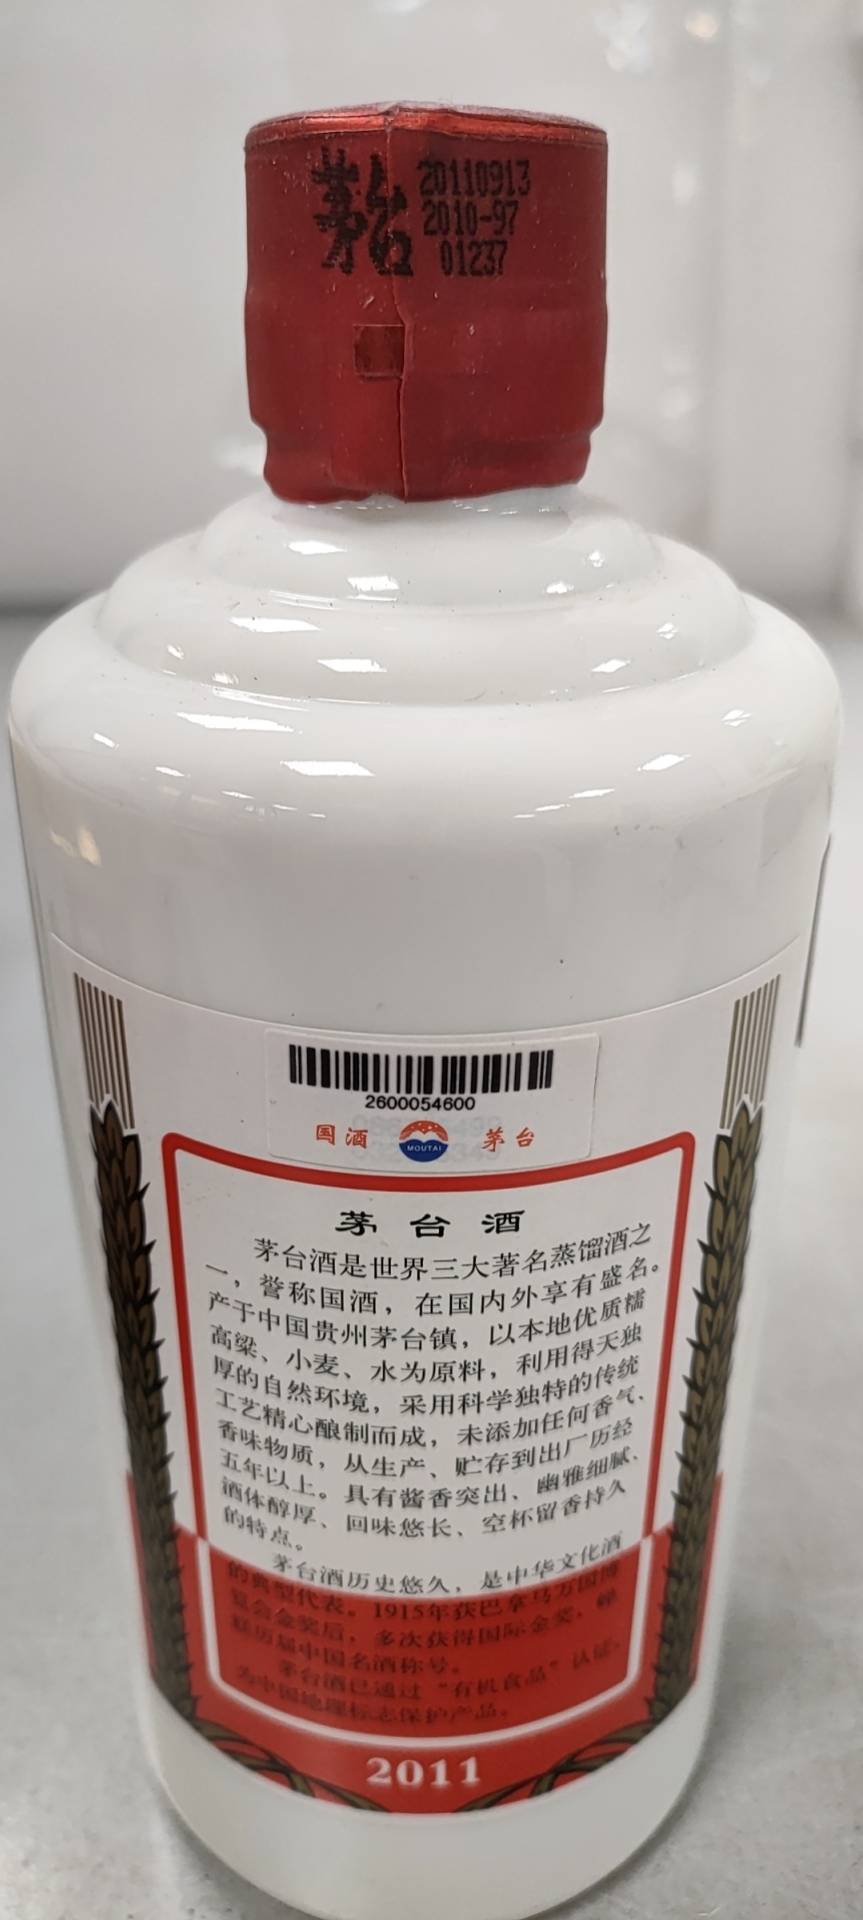 茅台
20110913
2010-97
01237
2600054600
国酒 MOUTAI 茅台
茅台酒
茅台酒是世界三大著名蒸馏酒之
一，誉称国酒，在国内外享有盛名。
产于中国贵州茅台镇，以本地优质糯
高粱、小麦、水为原料，利用得天独
厚的自然环境，采用科学独特的传统
工艺精心酿制而成，未添加任何香气、
香味物质，从生产、贮存到出厂历经
五年以上。具有酱香突出、幽雅细腻、
酒体醇厚、回味悠长、空杯留香持久
的特点。
茅台酒历史悠久，是中华文化酒
的典型代表。1915年获巴拿马万国博
览会金奖后，多次获得国际金奖，蝉
联历届中国名酒称号。
茅台酒已通过“有机食品”认证，
为中国地理标志保护产品。
2011